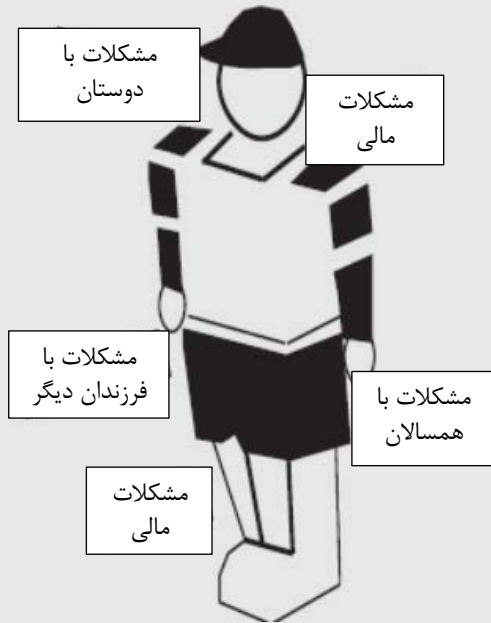 مشکلات با
دوستان
مشکلات
مالی
مشکلات با
فرزندان دیگر
مشکلات با
همسالان
مشکلات
مالی